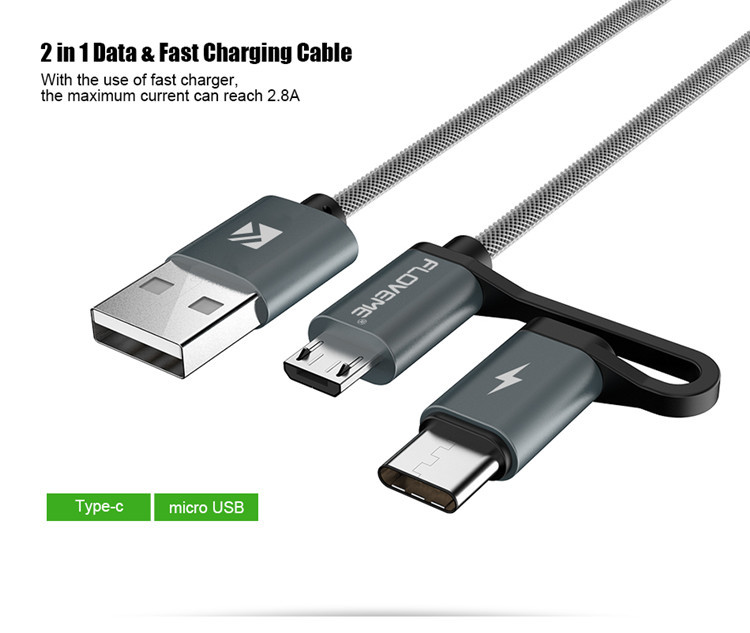 2 in 1 Data & Fast Charging Cable
With the use of fast charger,
the maximum current can reach 2.8A
FLOVEME®
Type-c
micro USB